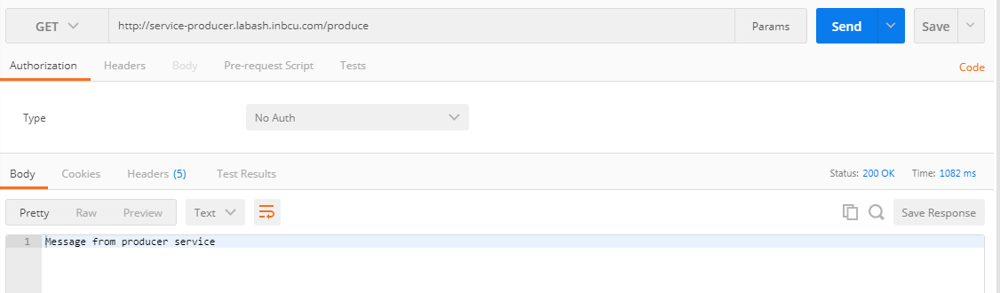 GET http://service-producer.labash.inbcu.com/produce Params Send Save
Authorization Headers Body Pre-request Script Tests Code
Type No Auth
Body Cookies Headers (5) Test Results Status: 200 OK Time: 1082 ms
Pretty Raw Preview Text Save Response
1 Message from producer service